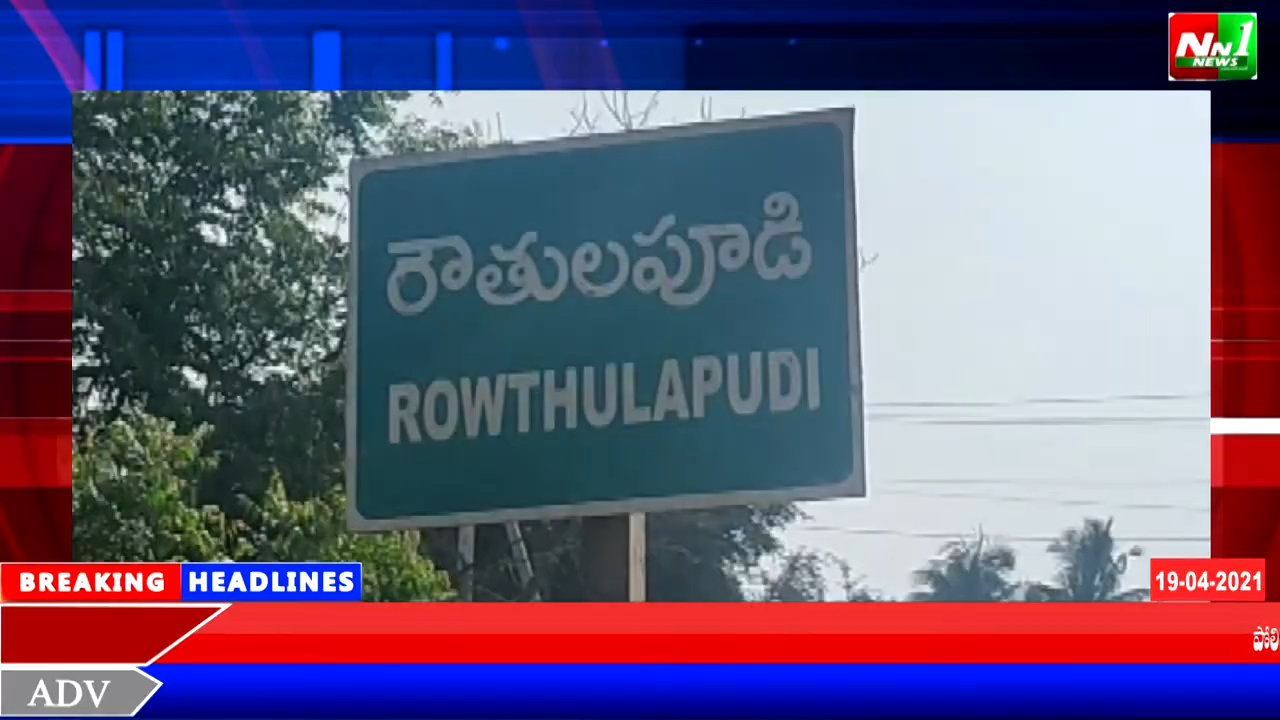 NN1
NEWS
రౌతులపూడి
ROWTHULAPUDI
BREAKING HEADLINES
19-04-2021
ADV